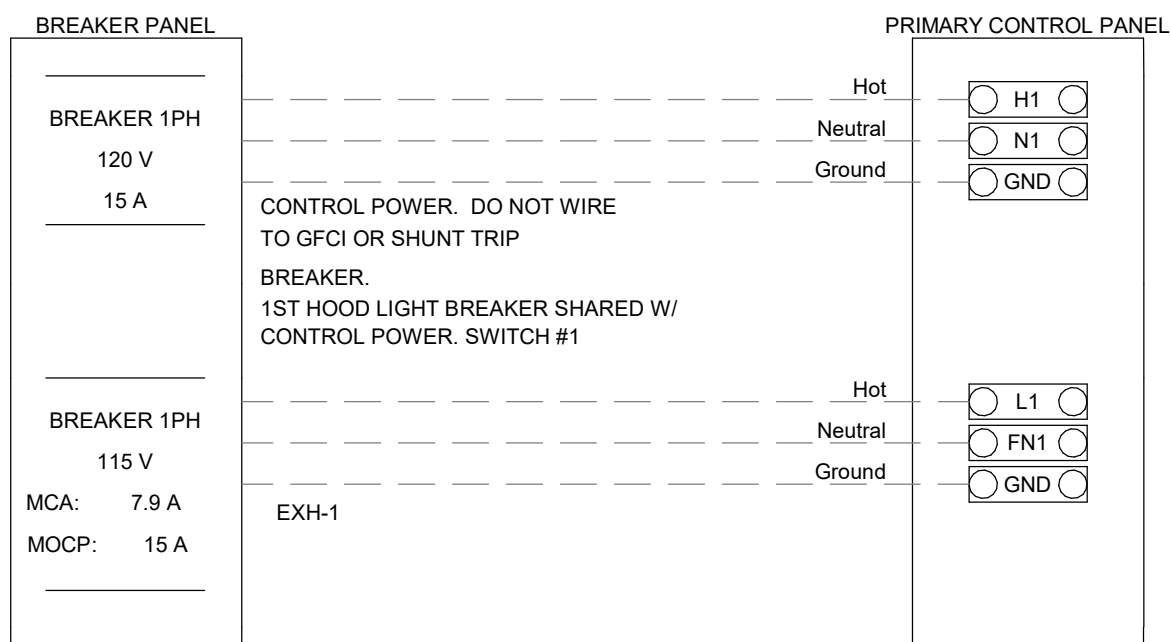 BREAKER PANEL
PRIMARY CONTROL PANEL
BREAKER 1PH
120 V
15 A
Hot
Neutral
Ground
H1
N1
GND
CONTROL POWER. DO NOT WIRE
TO GFCI OR SHUNT TRIP
BREAKER.
1ST HOOD LIGHT BREAKER SHARED W/
CONTROL POWER. SWITCH #1
BREAKER 1PH
115 V
MCA: 7.9 A
MOCP: 15 A
Hot
Neutral
Ground
L1
FN1
GND
EXH-1